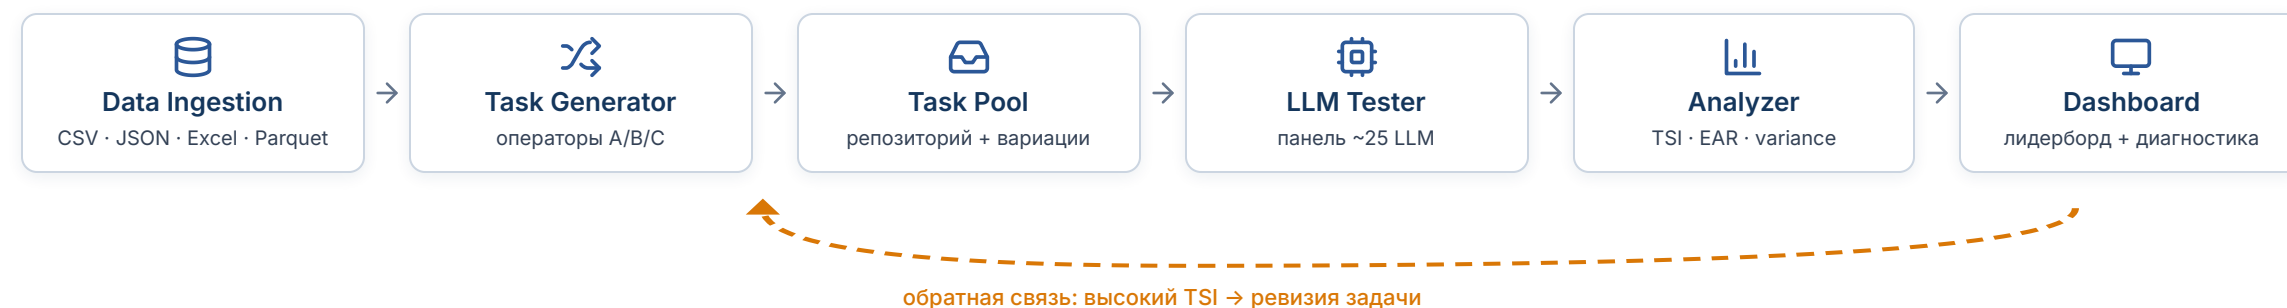 Data Ingestion
CSV · JSON · Excel · Parquet
Task Generator
операторы A/B/C
Task Pool
репозиторий + вариации
LLM Tester
панель ~25 LLM
Analyzer
TSI · EAR · variance
Dashboard
лидерборд + диагностика
обратная связь: высокий TSI → ревизия задачи